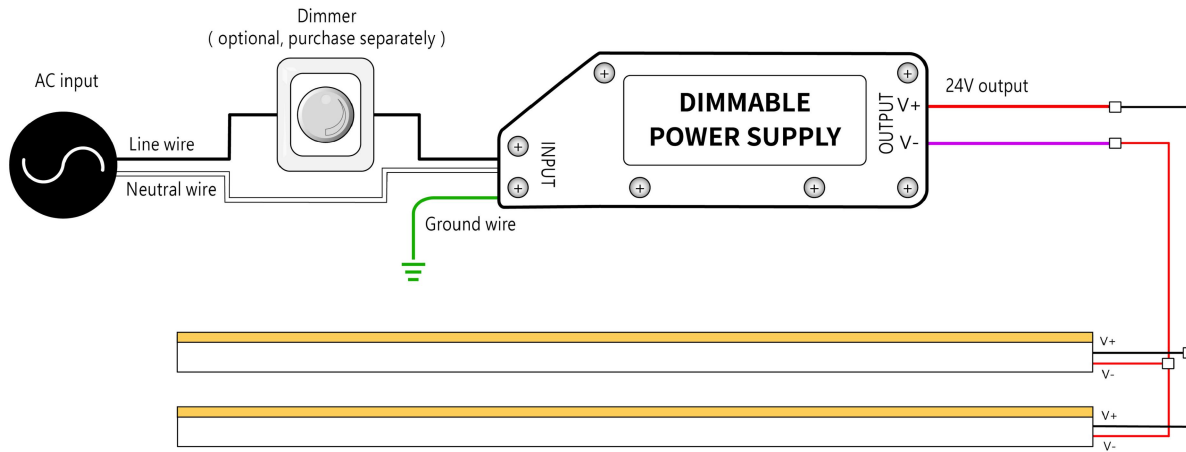 Dimmer
( optional, purchase separately )
AC input
Line wire
Neutral wire
Ground wire
INPUT
DIMMABLE
POWER SUPPLY
OUTPUT
V+
V-
24V output
V+
V-
V+
V-